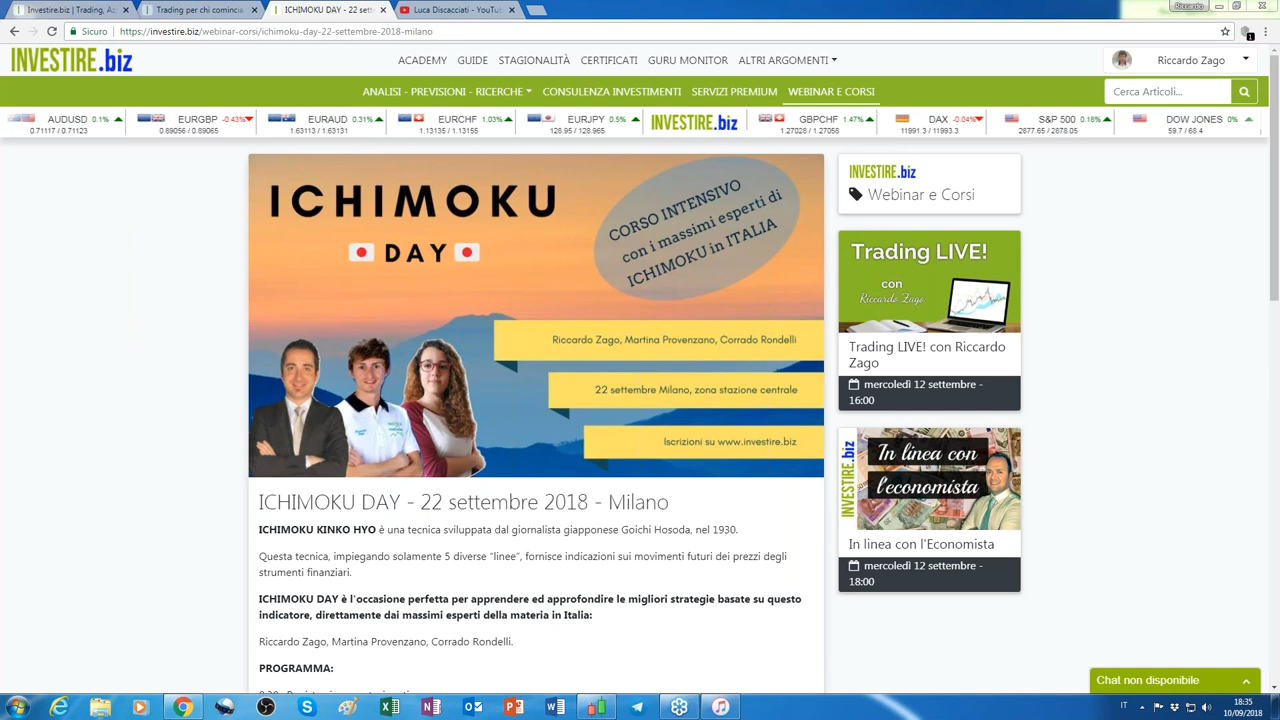 Investire.biz | Trading, Az
Trading per chi comincia
ICHIMOKU DAY - 22 sett
Luca Discacciati - YouTub
Riccardo
Sicuro
https://investire.biz/webinar-corsi/ichimoku-day-22-settembre-2018-milano
1
INVESTIRE.biz
ACADEMY GUIDE STAGIONALITÀ CERTIFICATI GURU MONITOR ALTRI ARGOMENTI
Riccardo Zago
ANALISI - PREVISIONI - RICERCHE CONSULENZA INVESTIMENTI SERVIZI PREMIUM WEBINAR E CORSI
Cerca Articoli...
AUDUSD 0.1%
0.71117 / 0.71123
EURGBP -0.43%
0.89056 / 0.89065
EURAUD 0.31%
1.63113 / 1.63131
EURCHF 1.03%
1.13135 / 1.13155
EURJPY 0.5%
128.95 / 128.965
INVESTIRE.biz
GBPCHF 1.47%
1.27028 / 1.27058
DAX -0.04%
11991.3 / 11993.3
S&P 500 0.18%
2877.65 / 2878.05
DOW JONES 0%
59.7 / 68.4
ICHIMOKU
DAY
CORSO INTENSIVO
con i massimi esperti di
ICHIMOKU in ITALIA
Riccardo Zago, Martina Provenzano, Corrado Rondelli
22 settembre Milano, zona stazione centrale
Iscrizioni su www.investire.biz
ICHIMOKU DAY - 22 settembre 2018 - Milano
ICHIMOKU KINKO HYO è una tecnica sviluppata dal giornalista giapponese Goichi Hosoda, nel 1930.
Questa tecnica, impiegando solamente 5 diverse "linee", fornisce indicazioni sui movimenti futuri dei prezzi degli
strumenti finanziari.
ICHIMOKU DAY è l'occasione perfetta per apprendere ed approfondire le migliori strategie basate su questo
indicatore, direttamente dai massimi esperti della materia in Italia:
Riccardo Zago, Martina Provenzano, Corrado Rondelli.
PROGRAMMA:
INVESTIRE.biz
Webinar e Corsi
Trading LIVE!
con
Riccardo Zago
Trading LIVE! con Riccardo
Zago
mercoledì 12 settembre -
16:00
INVESTIRE.biz
In linea con
l'economista
In linea con l'Economista
mercoledì 12 settembre -
18:00
Chat non disponibile
IT
18:35
10/09/2018